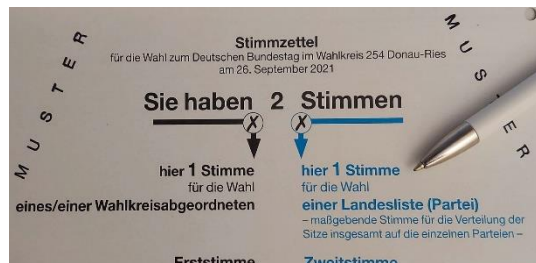 MUSTER
MUSTER
Stimmzettel
für die Wahl zum Deutschen Bundestag im Wahlkreis 254 Donau-Ries
am 26. September 2021
Sie haben 2 Stimmen
X
X
hier 1 Stimme
für die Wahl
eines/einer Wahlkreisabgeordneten
hier 1 Stimme
für die Wahl
einer Landesliste (Partei)
– maßgebende Stimme für die Verteilung der
Sitze insgesamt auf die einzelnen Parteien –
Erststimme
Zweitstimme